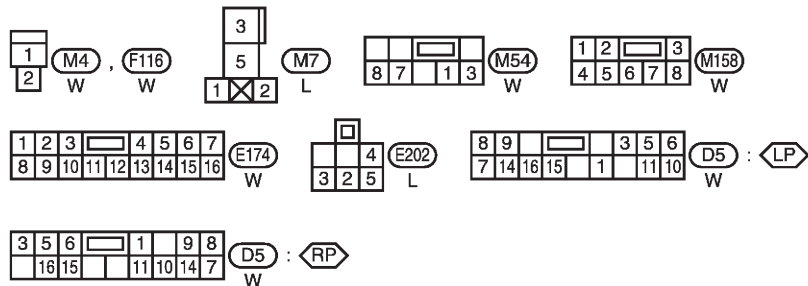 1
2
M4 , F116
W
3
5
1 2
M7
L
8 7 1 3
M54
W
1 2 3
4 5 6 7 8
M158
W
1 2 3 4 5 6 7
8 9 10 11 12 13 14 15 16
E174
W
4
3 2 5
E202
L
8 9 3 5 6
7 14 16 15 1 11 10
D5 : LP
W
3 5 6 1 9 8
16 15 11 10 14 7
D5 : RP
W